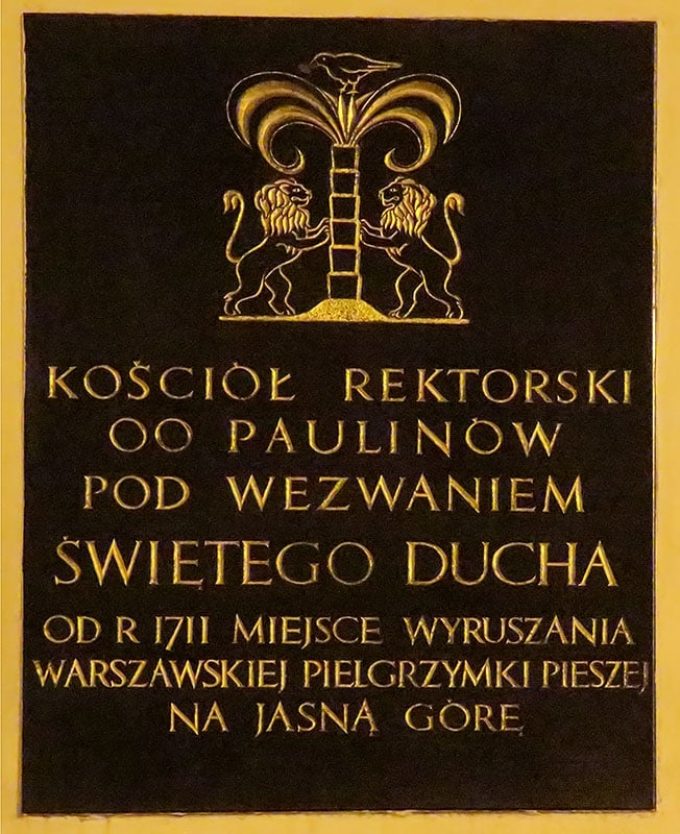 KOŚCIÓŁ REKTORSKI
OO PAULINÓW
POD WEZWANIEM
ŚWIĘTEGO DUCHA
OD R 1711 MIEJSCE WYRUSZANIA
WARSZAWSKIEJ PIELGRZYMKI PIESZEJ
NA JASNĄ GÓRĘ